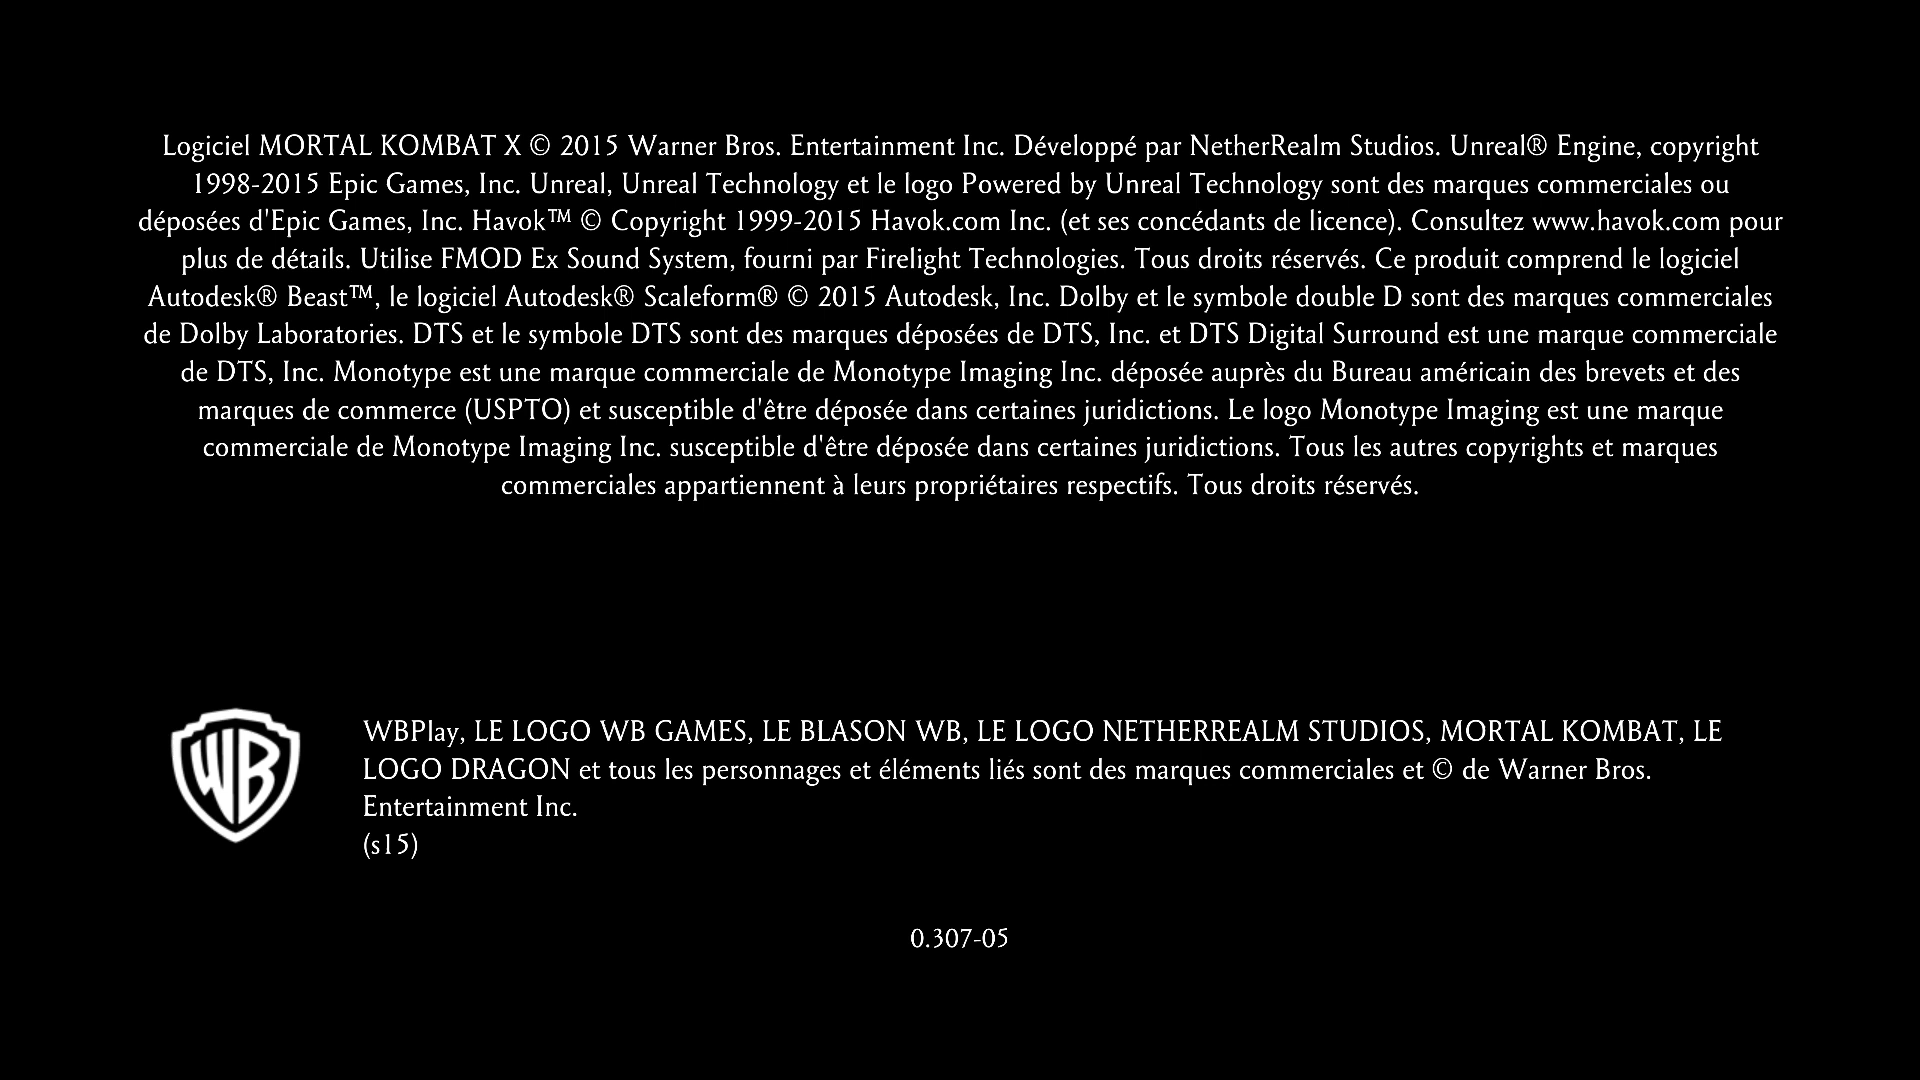 Logiciel MORTAL KOMBAT X © 2015 Warner Bros. Entertainment Inc. Développé par NetherRealm Studios. Unreal® Engine, copyright
1998-2015 Epic Games, Inc. Unreal, Unreal Technology et le logo Powered by Unreal Technology sont des marques commerciales ou
déposées d'Epic Games, Inc. Havok™ © Copyright 1999-2015 Havok.com Inc. (et ses concédants de licence). Consultez www.havok.com pour
plus de détails. Utilise FMOD Ex Sound System, fourni par Firelight Technologies. Tous droits réservés. Ce produit comprend le logiciel
Autodesk® Beast™, le logiciel Autodesk® Scaleform® © 2015 Autodesk, Inc. Dolby et le symbole double D sont des marques commerciales
de Dolby Laboratories. DTS et le symbole DTS sont des marques déposées de DTS, Inc. et DTS Digital Surround est une marque commerciale
de DTS, Inc. Monotype est une marque commerciale de Monotype Imaging Inc. déposée auprès du Bureau américain des brevets et des
marques de commerce (USPTO) et susceptible d'être déposée dans certaines juridictions. Le logo Monotype Imaging est une marque
commerciale de Monotype Imaging Inc. susceptible d'être déposée dans certaines juridictions. Tous les autres copyrights et marques
commerciales appartiennent à leurs propriétaires respectifs. Tous droits réservés.
WB
WBPlay, LE LOGO WB GAMES, LE BLASON WB, LE LOGO NETHERREALM STUDIOS, MORTAL KOMBAT, LE
LOGO DRAGON et tous les personnages et éléments liés sont des marques commerciales et © de Warner Bros.
Entertainment Inc.
(s15)
0.307-05